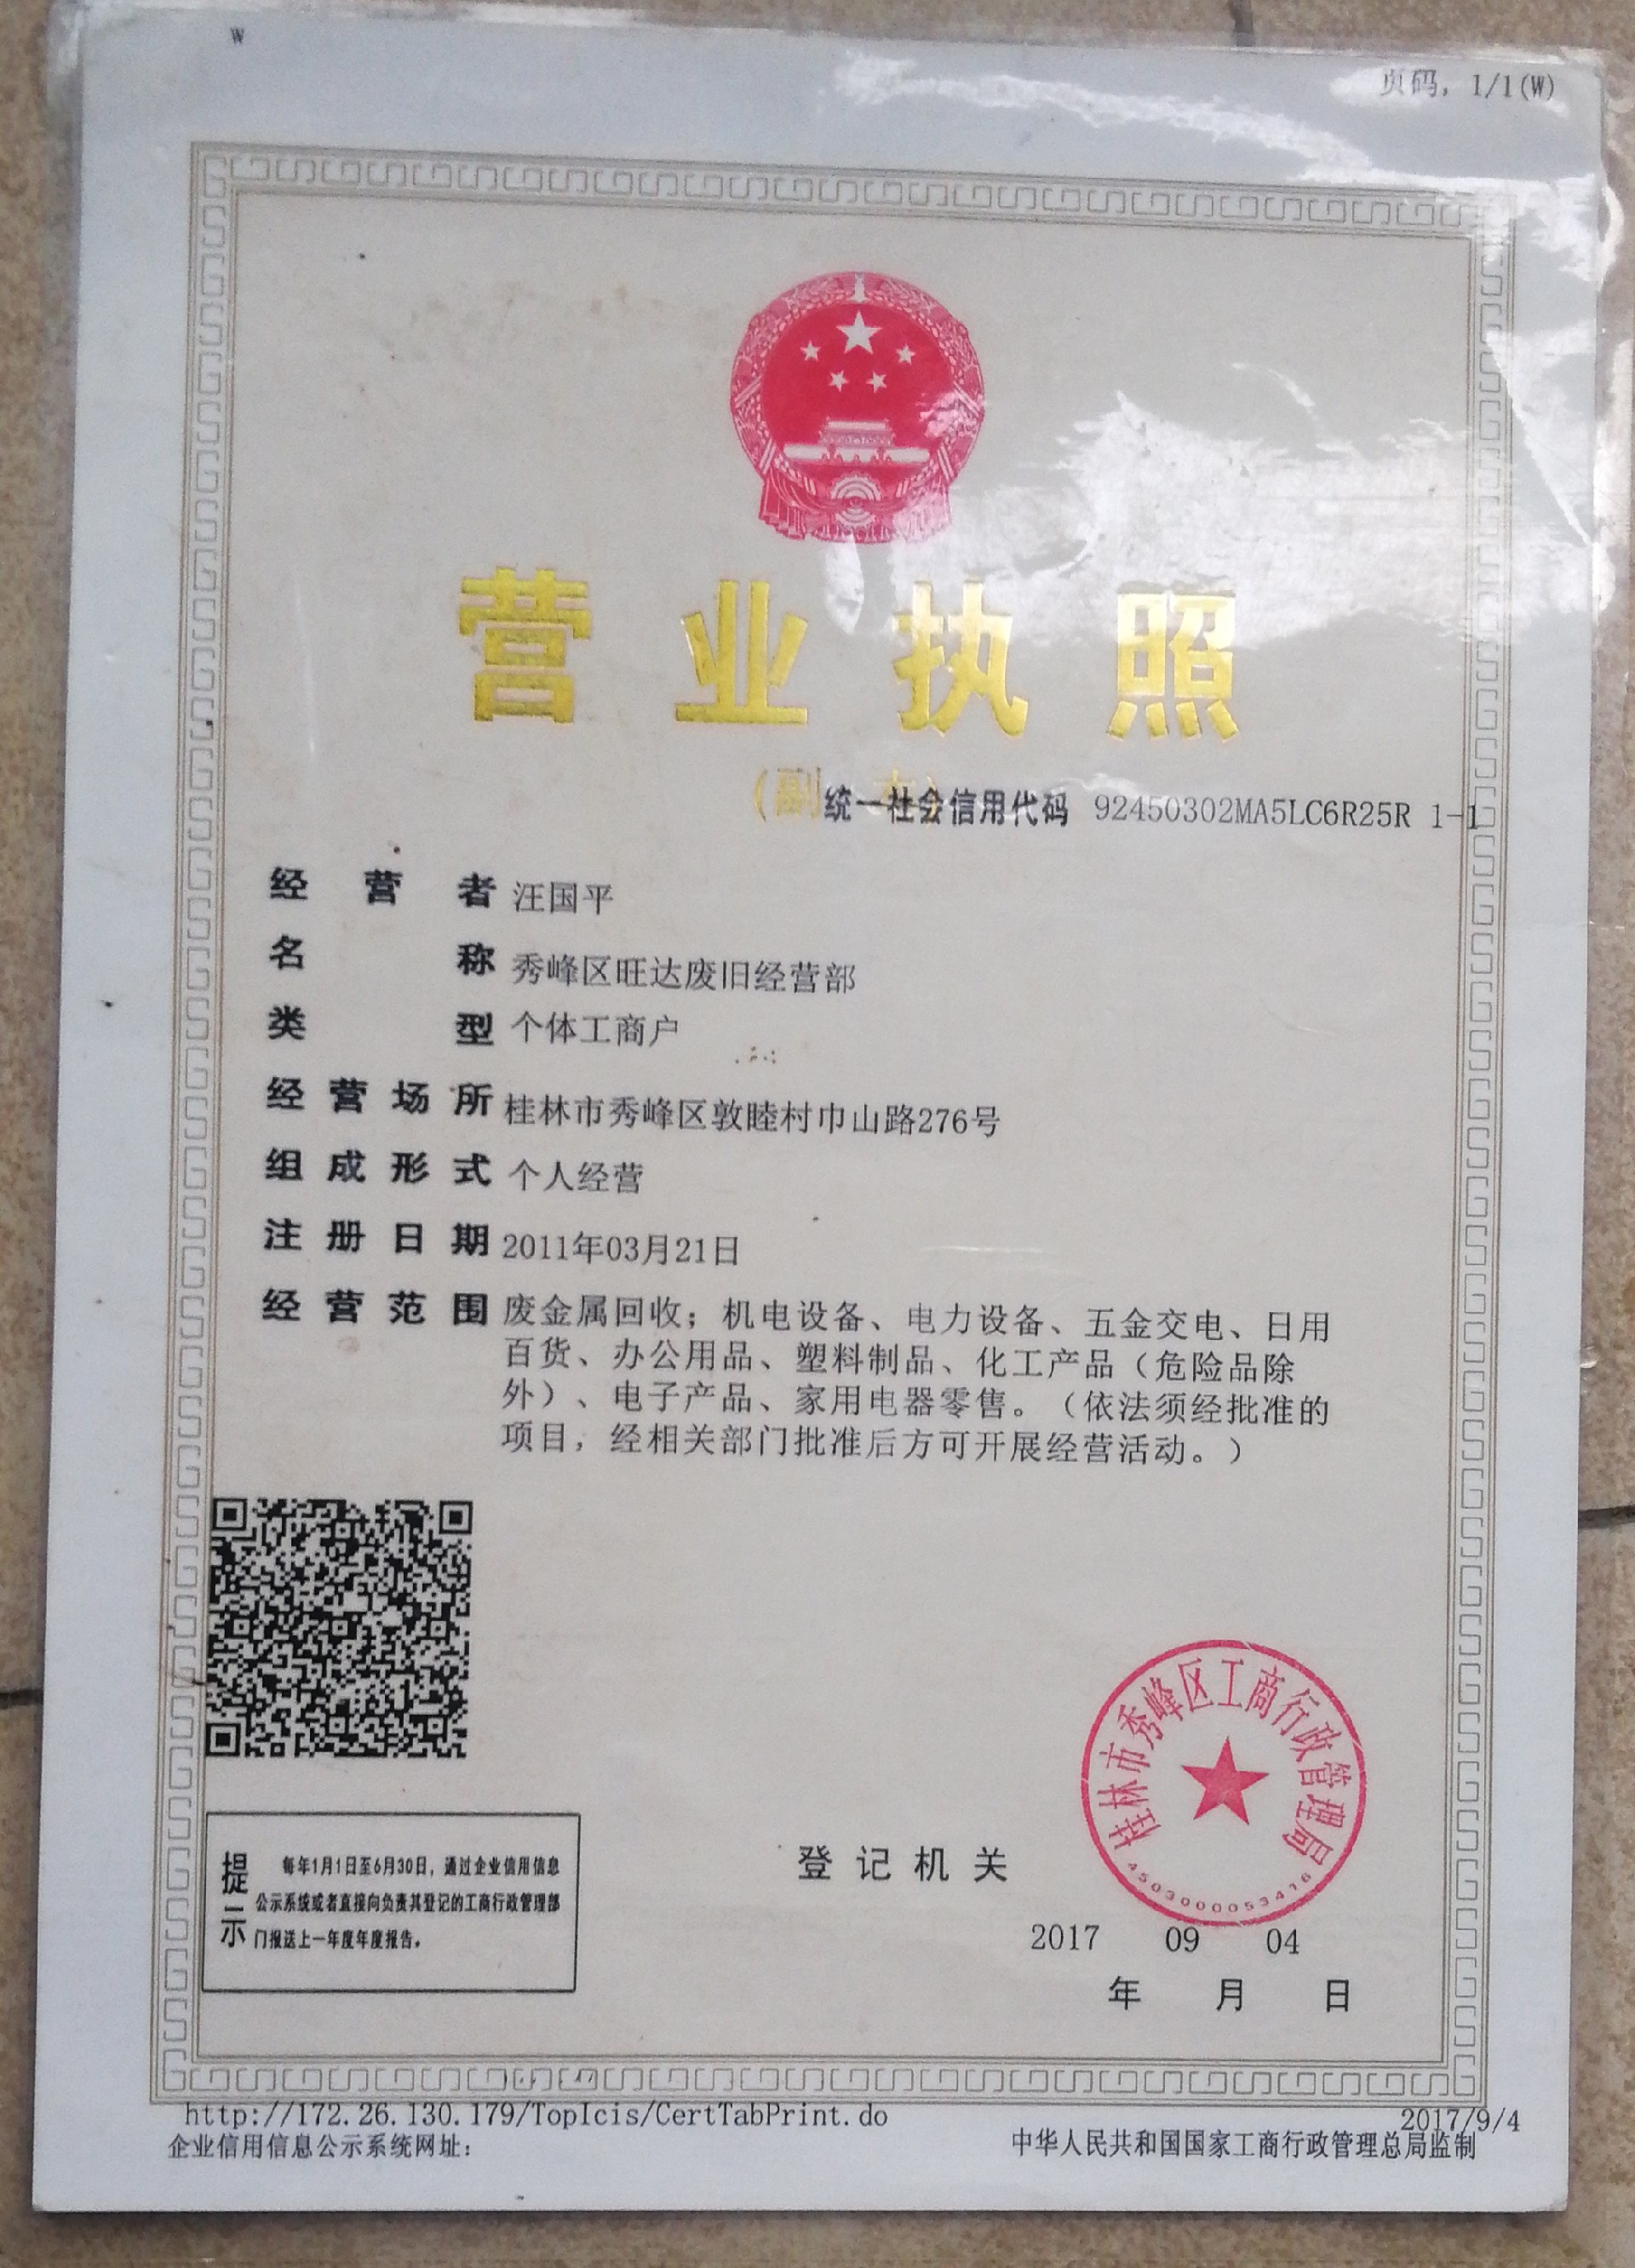 W
页码, 1/1(W)
营业执照
(副 本)
统一社会信用代码 92450302MA5LC6R25R 1-1
经营者 汪国平
名称 秀峰区旺达废旧经营部
类型 个体工商户
经营场所 桂林市秀峰区敦睦村巾山路276号
组成形式 个人经营
注册日期 2011年03月21日
经营范围 废金属回收；机电设备、电力设备、五金交电、日用
百货、办公用品、塑料制品、化工产品（危险品除
外）、电子产品、家用电器零售。（依法须经批准的
项目，经相关部门批准后方可开展经营活动。）
提示
每年1月1日至6月30日，通过企业信用信息
公示系统或者直接向负责其登记的工商行政管理部
门报送上一年度年度报告。
登记机关
桂林市秀峰区工商行政管理局
4503000053416
2017 09 04
年 月 日
http://172.26.130.179/TopIcis/CertTabPrint.do
2017/9/4
企业信用信息公示系统网址：
中华人民共和国国家工商行政管理总局监制